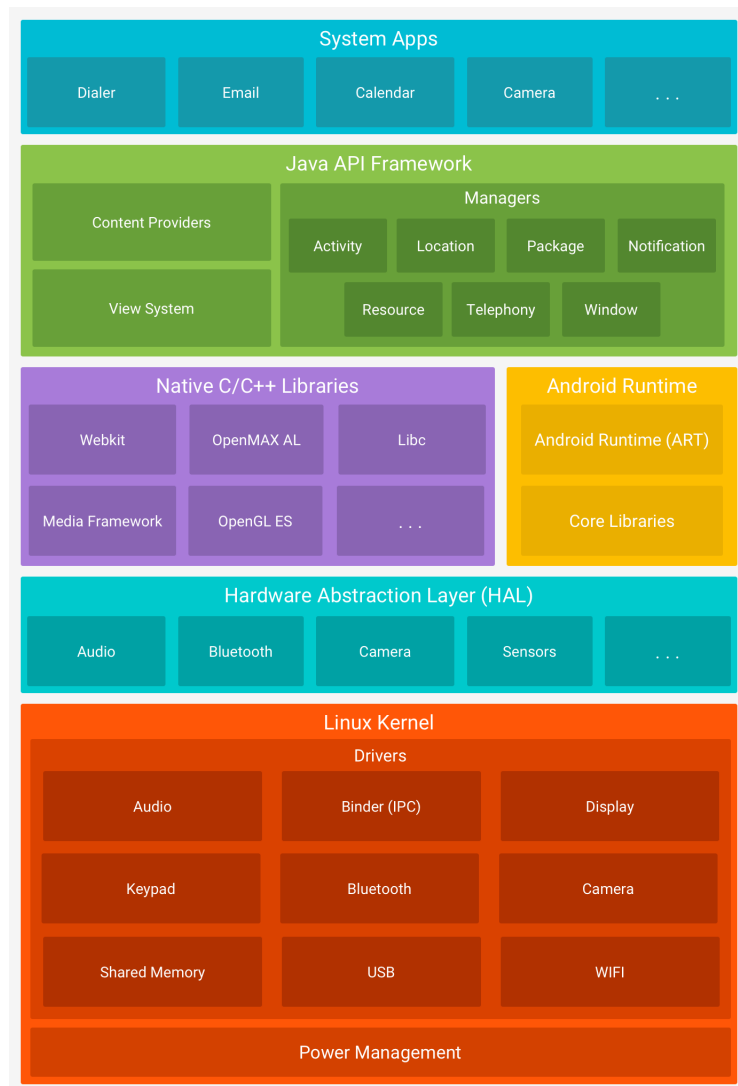 System Apps
Dialer
Email
Calendar
Camera
. . .
Java API Framework
Content Providers
View System
Managers
Activity
Location
Package
Notification
Resource
Telephony
Window
Native C/C++ Libraries
Webkit
OpenMAX AL
Libc
Media Framework
OpenGL ES
. . .
Android Runtime
Android Runtime (ART)
Core Libraries
Hardware Abstraction Layer (HAL)
Audio
Bluetooth
Camera
Sensors
. . .
Linux Kernel
Drivers
Audio
Binder (IPC)
Display
Keypad
Bluetooth
Camera
Shared Memory
USB
WIFI
Power Management